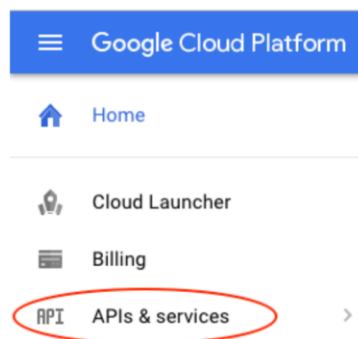 Google Cloud Platform
Home
Cloud Launcher
Billing
API APIs & services